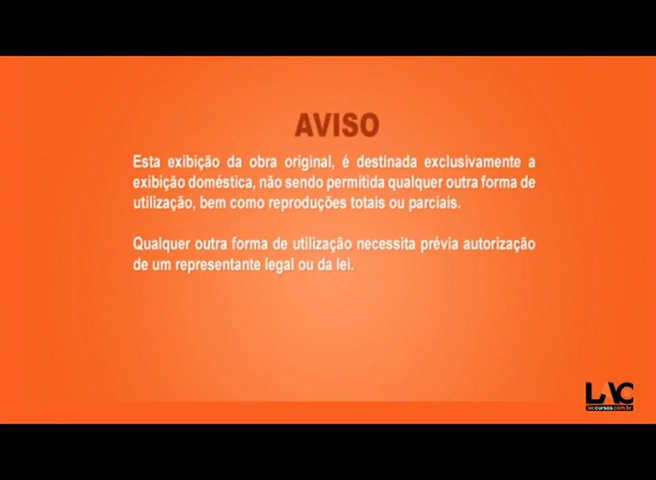 AVISO
Esta exibição da obra original, é destinada exclusivamente a
exibição doméstica, não sendo permitida qualquer outra forma de
utilização, bem como reproduções totais ou parciais.
Qualquer outra forma de utilização necessita prévia autorização
de um representante legal ou da lei.
LAC
laccursos.com.br